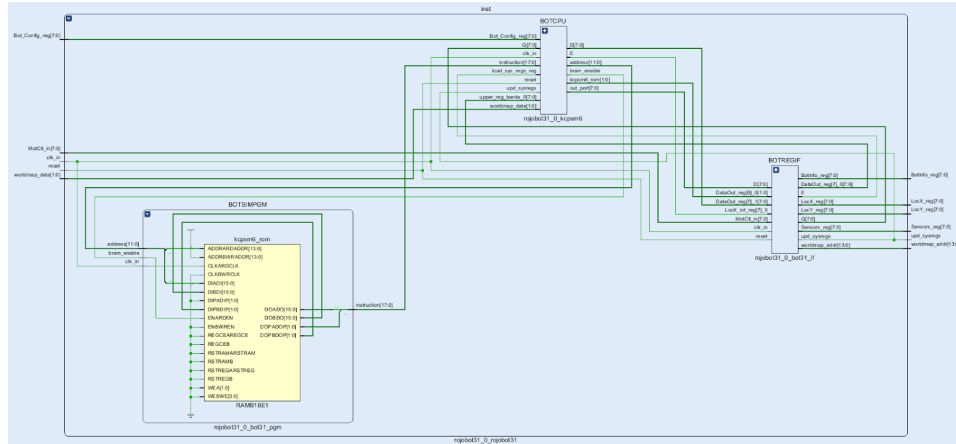 inst
BOTCPU
Bot_Config_reg[7:0]
Bot_Config_reg[7:0]
Q[7:0]
clk_in
instruction[17:0]
load_sys_regs_reg
reset
upd_sysregs
upper_reg_banks_0[7:0]
worldmap_data[1:0]
D[7:0]
E
address[11:0]
bram_enable
kcpsm6_rom[1:0]
out_port[7:0]
rojobot31_0_kcpsm6
MotCtl_in[7:0]
clk_in
reset
worldmap_data[1:0]
BOTREGIF
D[7:0]
DataOut_reg[0]_0[1:0]
DataOut_reg[7]_1[7:0]
LocX_int_reg[7]_0
MotCtl_in[7:0]
clk_in
reset
BotInfo_reg[7:0]
DataOut_reg[7]_0[7:0]
E
LocX_reg[7:0]
LocY_reg[7:0]
Q[7:0]
Sensors_reg[7:0]
upd_sysregs
worldmap_addr[13:0]
rojobot31_0_bot31_if
BotInfo_reg[7:0]
LocX_reg[7:0]
LocY_reg[7:0]
Sensors_reg[7:0]
upd_sysregs
worldmap_addr[13:0]
BOTSIMPGM
address[11:0]
bram_enable
clk_in
kcpsm6_rom
ADDRARDADDR[13:0]
ADDRBWRADDR[13:0]
CLKARDCLK
CLKBWRCLK
DIADI[15:0]
DIBDI[15:0]
DIPADIP[1:0]
DIPBDIP[1:0]
ENARDEN
ENBWREN
REGCEAREGCE
REGCEB
RSTRAMARSTRAM
RSTRAMB
RSTREGARSTREG
RSTREGB
WEA[1:0]
WEBWE[3:0]
DOADO[15:0]
DOBDO[15:0]
DOPADOP[1:0]
DOPBDOP[1:0]
RAMB18E1
instruction[17:0]
rojobot31_0_bot31_pgm
rojobot31_0_rojobot31